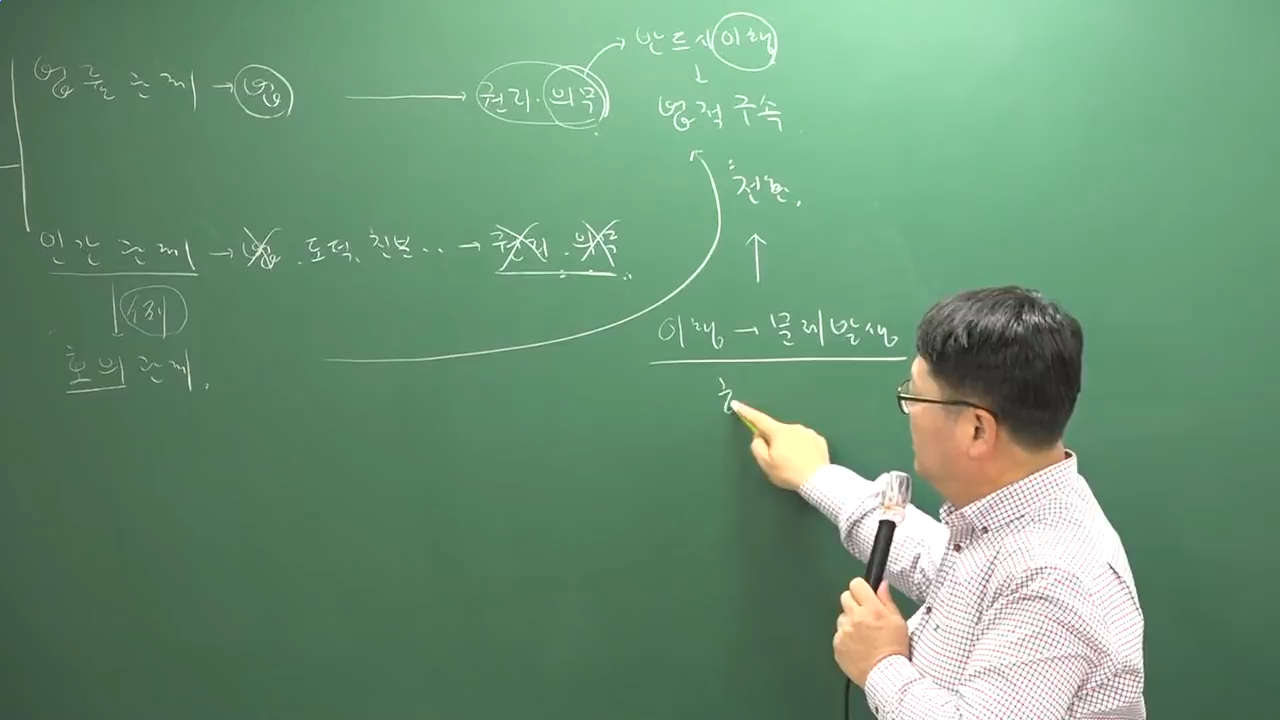 법률관계 → 법 → 권리·의무 → 반드시 이행
↓
법적 구속
전환.
인간관계 → 법. 도덕, 친분.. → 권리. 의무
↓ 사례
호의관계.
이행 → 문제발생